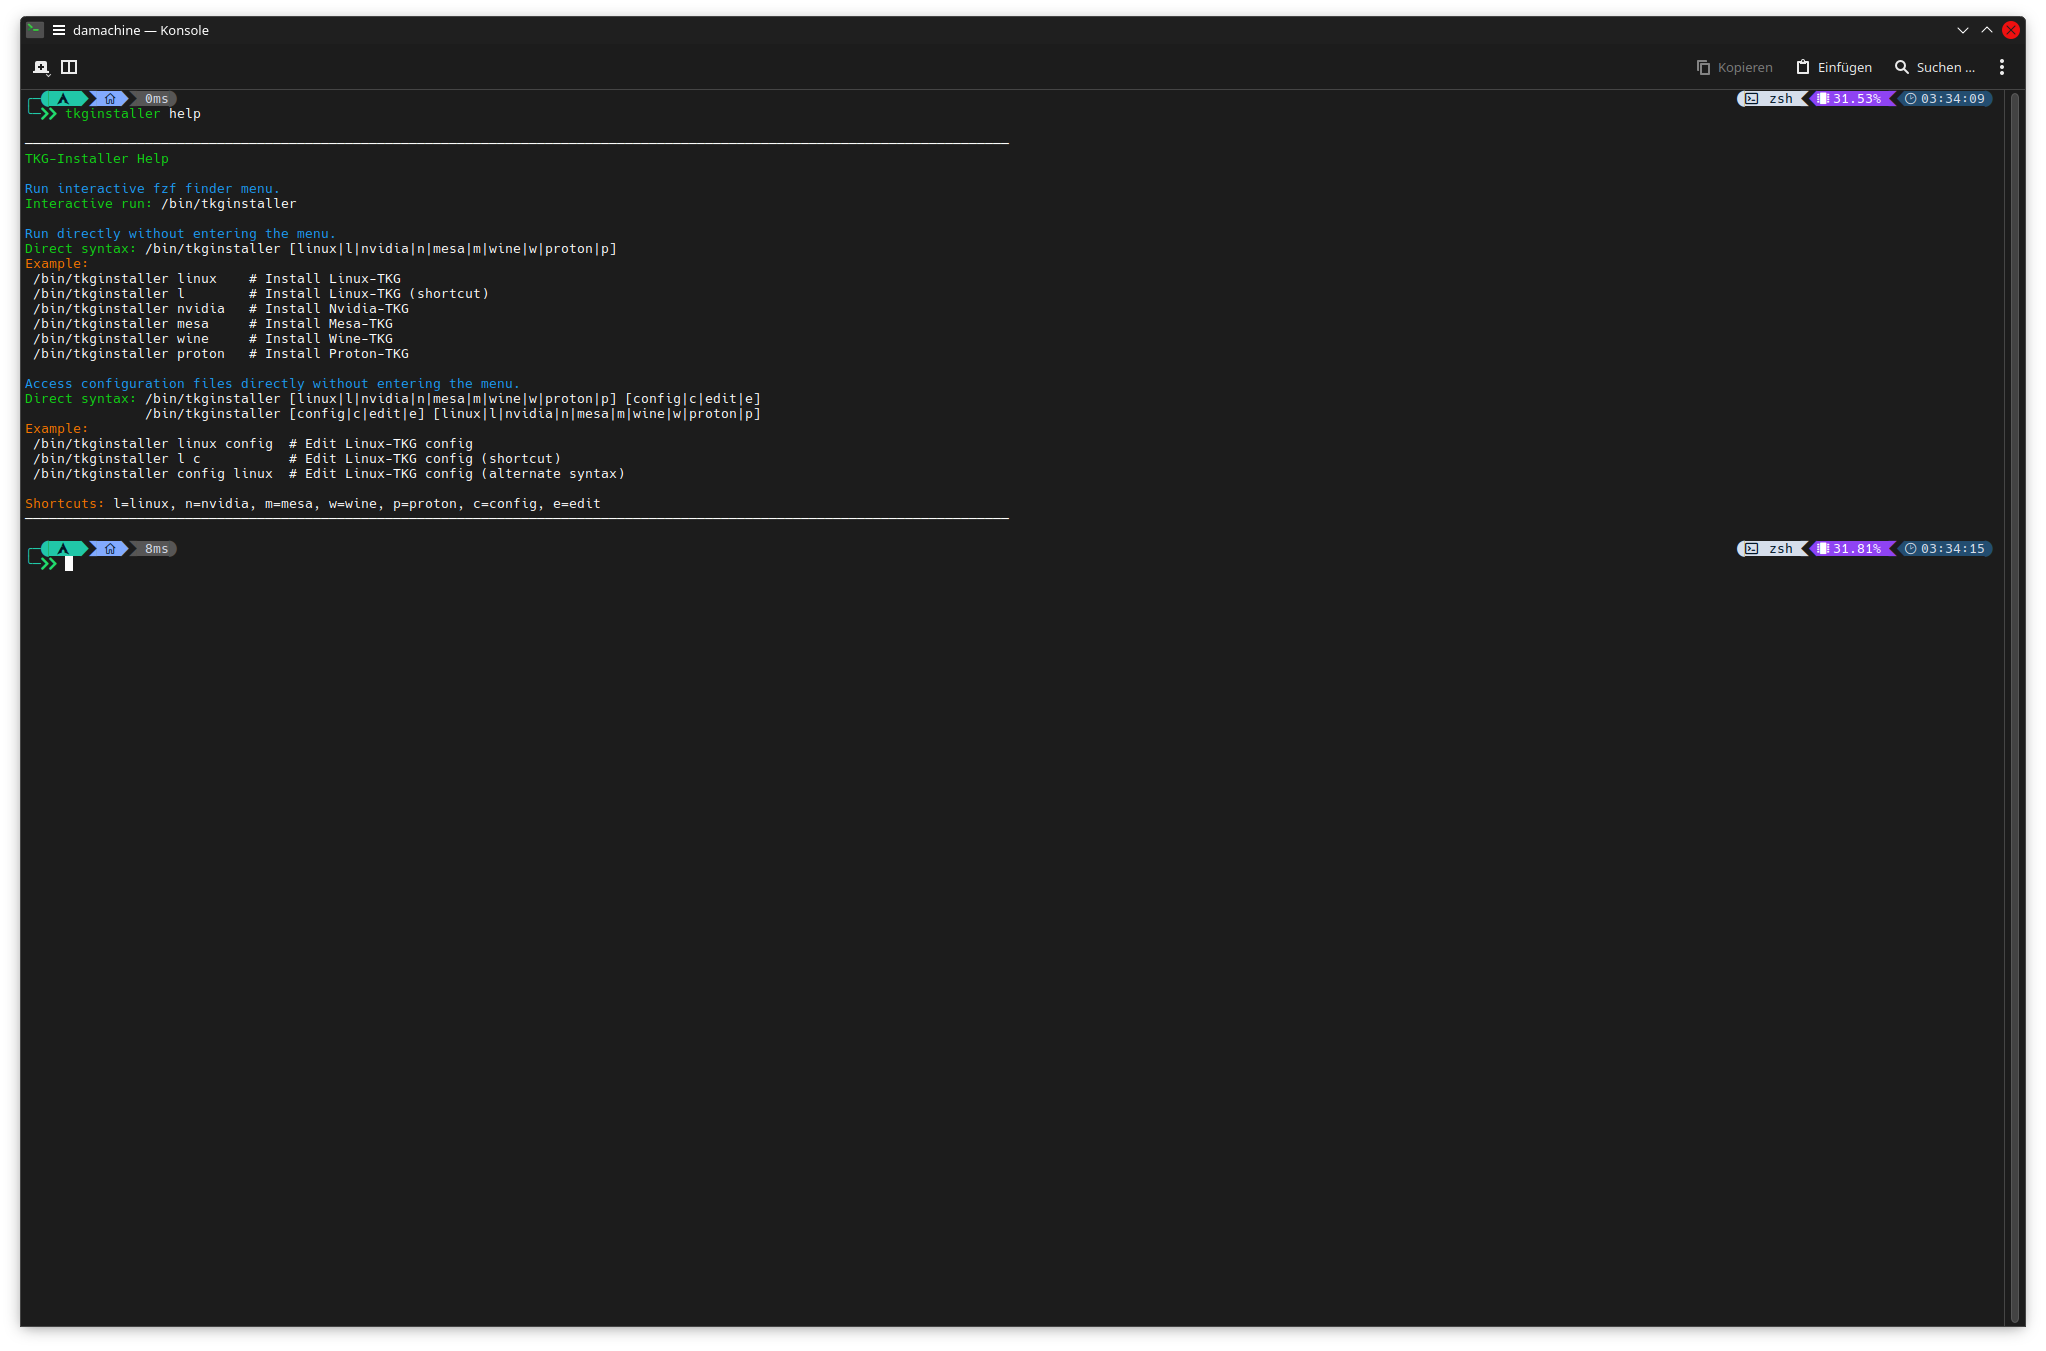 damachine — Konsole
Kopieren Einfügen Suchen ...
0ms zsh 31.53% 03:34:09
tkginstaller help
TKG-Installer Help
Run interactive fzf finder menu.
Interactive run: /bin/tkginstaller
Run directly without entering the menu.
Direct syntax: /bin/tkginstaller [linux|l|nvidia|n|mesa|m|wine|w|proton|p]
Example:
/bin/tkginstaller linux    # Install Linux-TKG
/bin/tkginstaller l        # Install Linux-TKG (shortcut)
/bin/tkginstaller nvidia   # Install Nvidia-TKG
/bin/tkginstaller mesa     # Install Mesa-TKG
/bin/tkginstaller wine     # Install Wine-TKG
/bin/tkginstaller proton   # Install Proton-TKG
Access configuration files directly without entering the menu.
Direct syntax: /bin/tkginstaller [linux|l|nvidia|n|mesa|m|wine|w|proton|p] [config|c|edit|e]
/bin/tkginstaller [config|c|edit|e] [linux|l|nvidia|n|mesa|m|wine|w|proton|p]
Example:
/bin/tkginstaller linux config  # Edit Linux-TKG config
/bin/tkginstaller l c           # Edit Linux-TKG config (shortcut)
/bin/tkginstaller config linux  # Edit Linux-TKG config (alternate syntax)
Shortcuts: l=linux, n=nvidia, m=mesa, w=wine, p=proton, c=config, e=edit
8ms zsh 31.81% 03:34:15